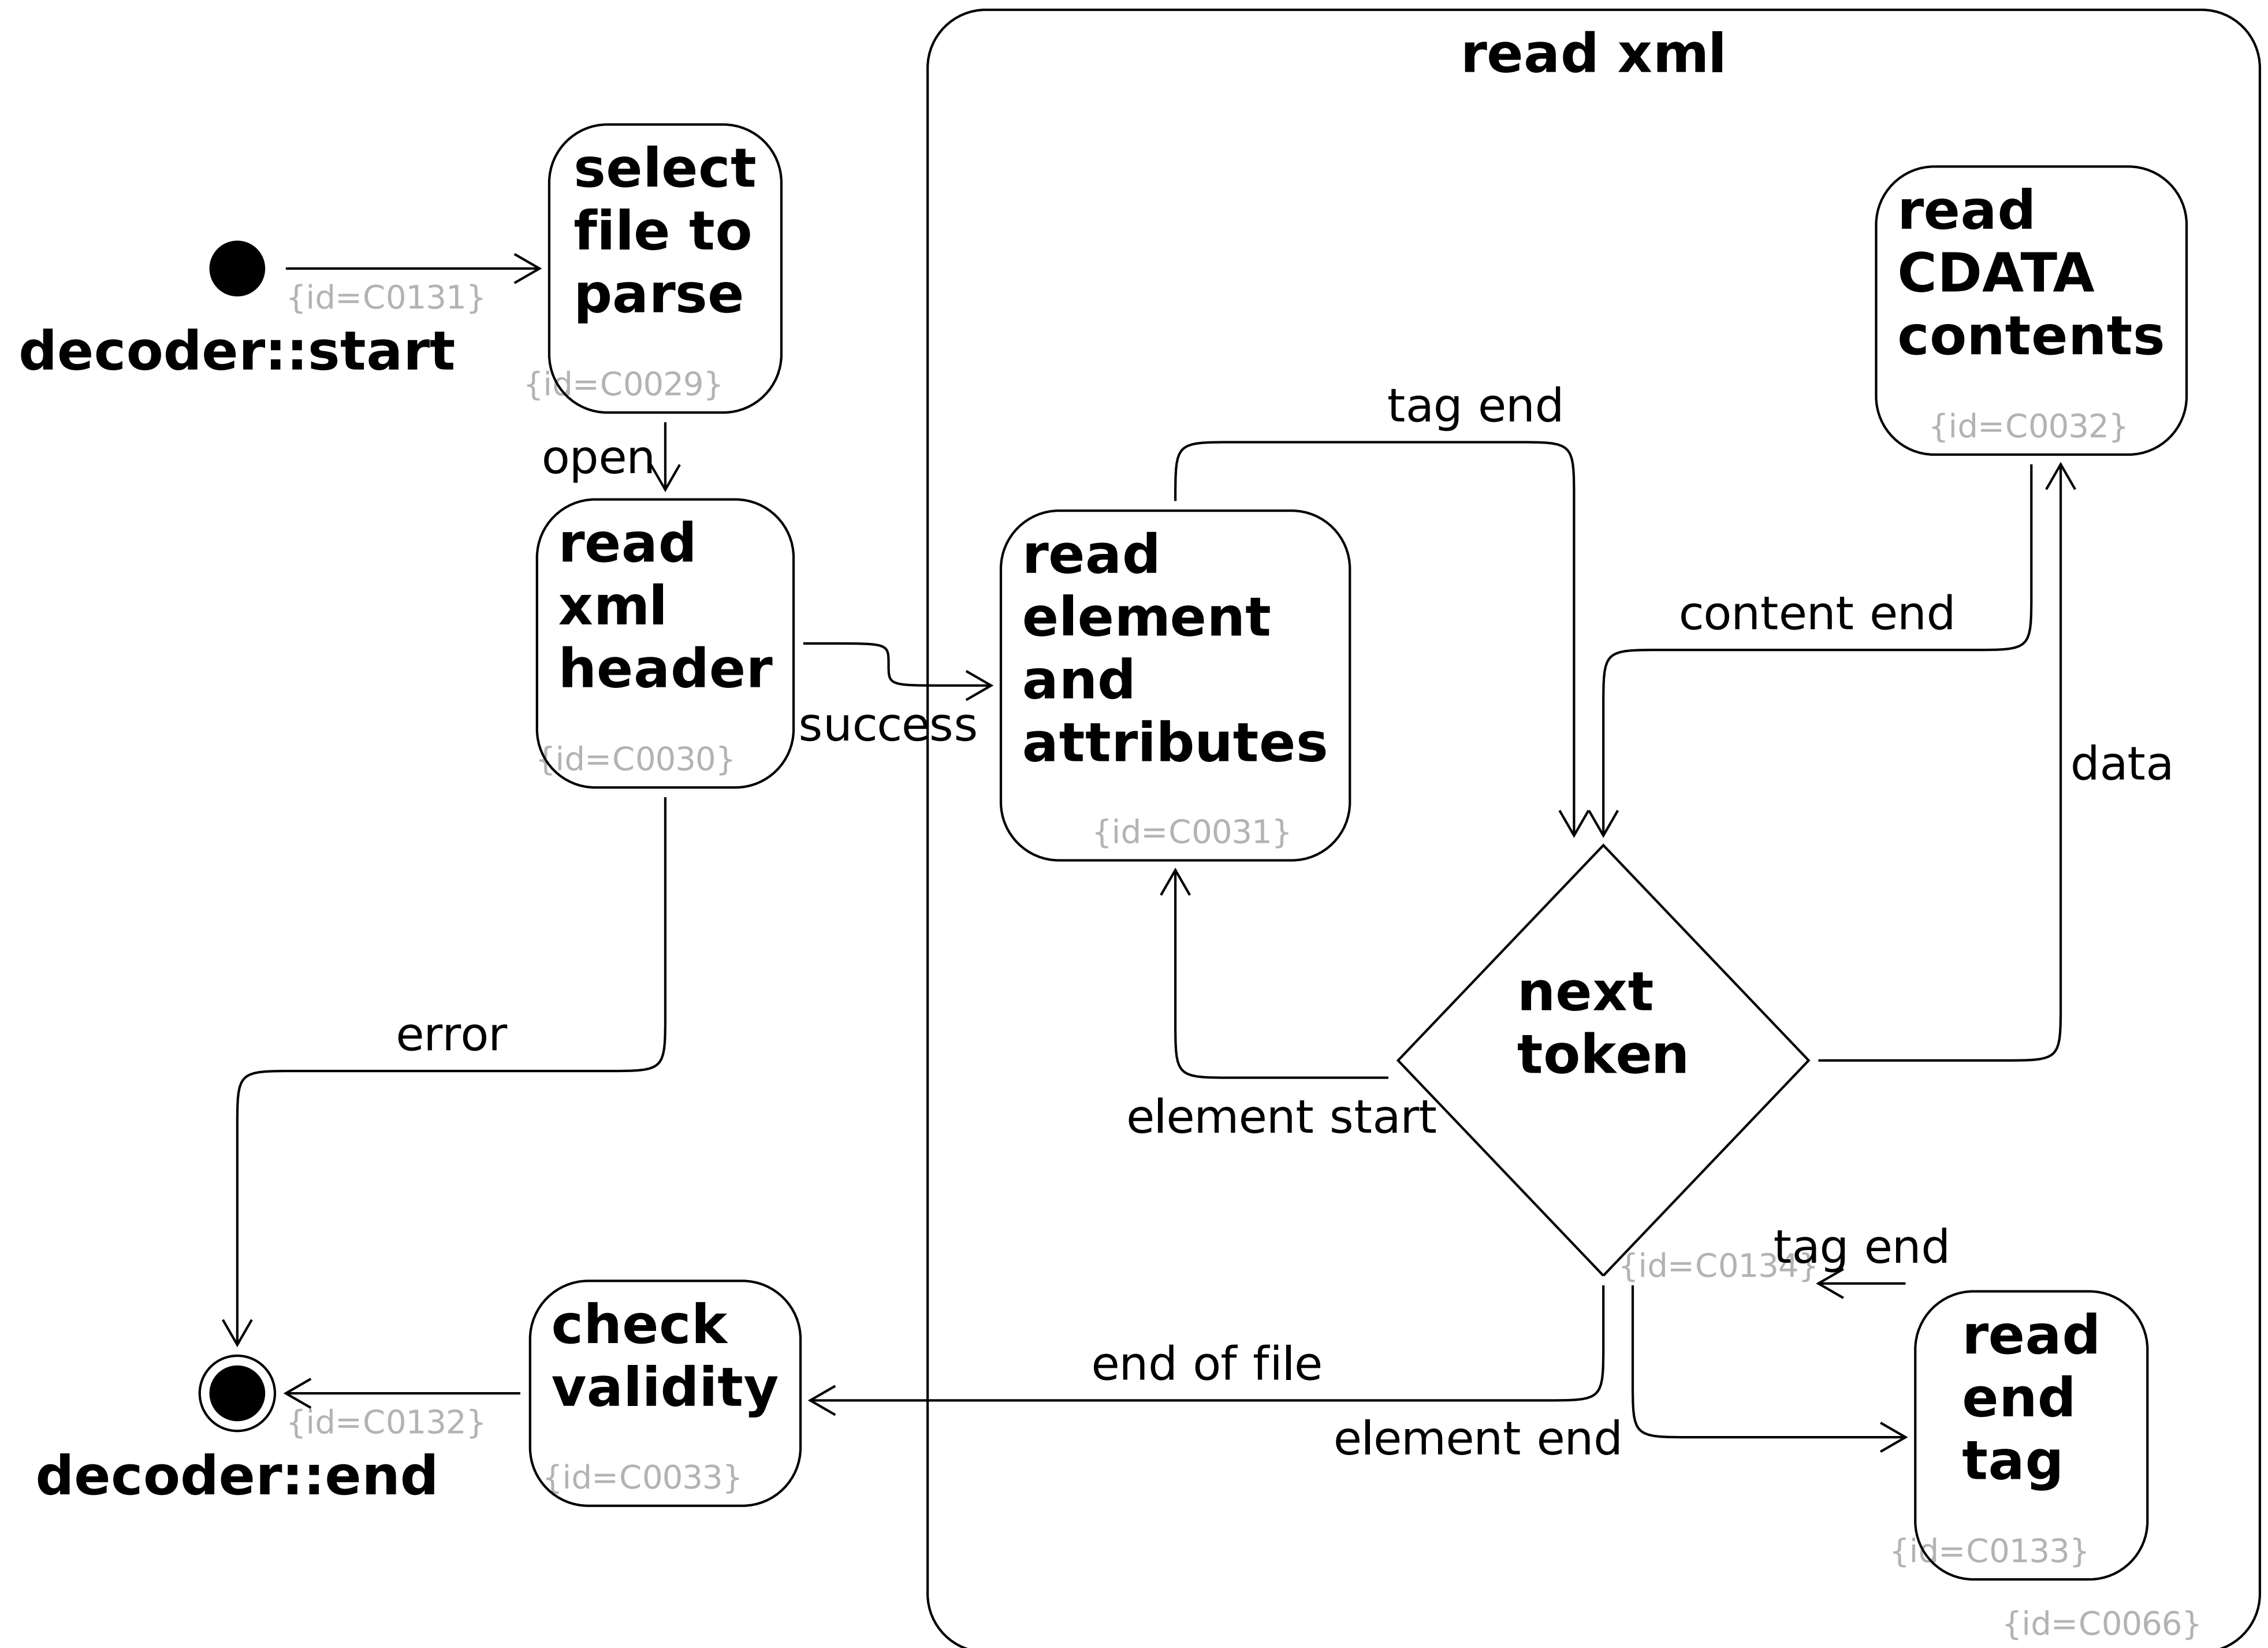 read xml
select
file to
parse
{id=C0029}
{id=C0131}
decoder::start
read
CDATA
contents
{id=C0032}
open
tag end
read
xml
header
{id=C0030}
success
read
element
and
attributes
{id=C0031}
content end
data
next
token
{id=C0134}
element start
error
tag end
read
end
tag
{id=C0133}
check
validity
{id=C0033}
end of file
element end
{id=C0132}
decoder::end
{id=C0066}